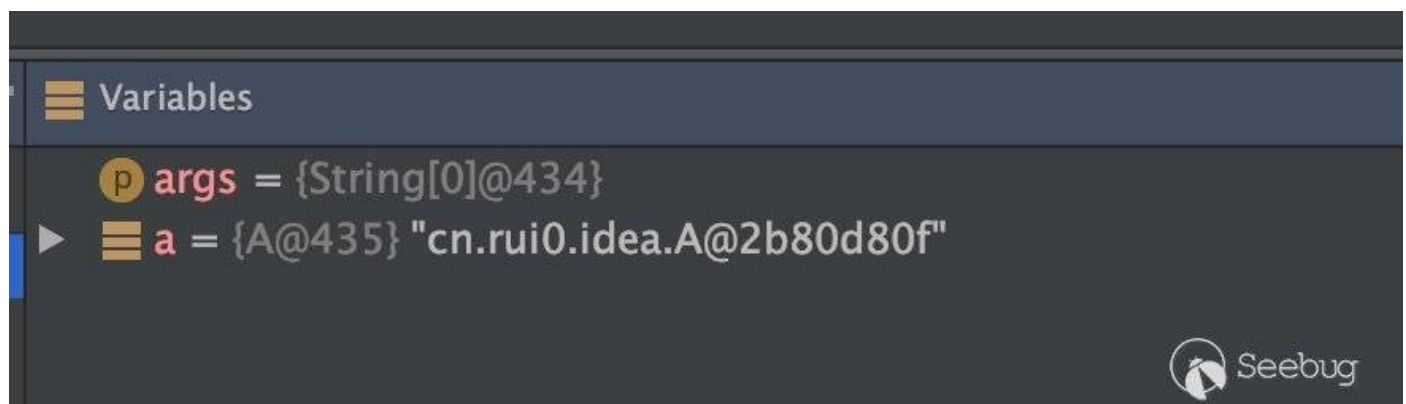 Variables
p args = {String[0]@434}
a = {A@435} "cn.rui0.idea.A@2b80d80f"
Seebug